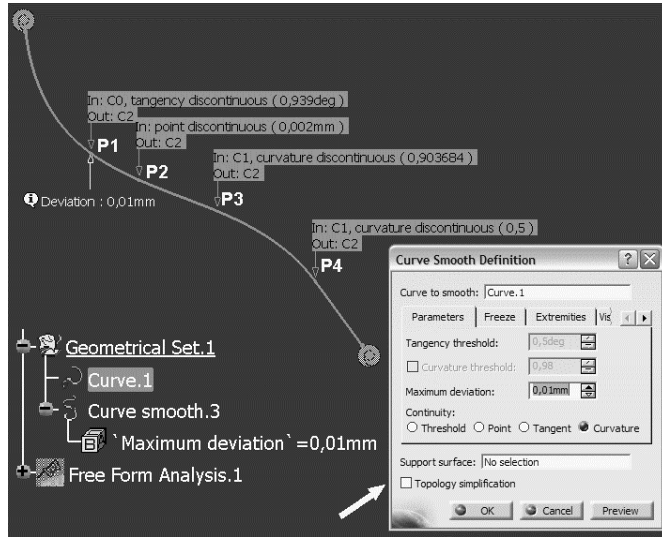 In: C0, tangency discontinuous ( 0,939deg )
Out: C2
P1
In: point discontinuous ( 0,002mm )
Out: C2
P2
In: C1, curvature discontinuous ( 0,903684 )
Out: C2
P3
Deviation : 0,01mm
In: C1, curvature discontinuous ( 0,5 )
Out: C2
P4
Geometrical Set.1
Curve.1
Curve smooth.3
`Maximum deviation`=0,01mm
Free Form Analysis.1
Curve Smooth Definition
Curve to smooth: Curve.1
Parameters Freeze Extremities Vis
Tangency threshold: 0,5deg
Curvature threshold: 0,98
Maximum deviation: 0,01mm
Continuity:
Threshold Point Tangent Curvature
Support surface: No selection
Topology simplification
OK Cancel Preview